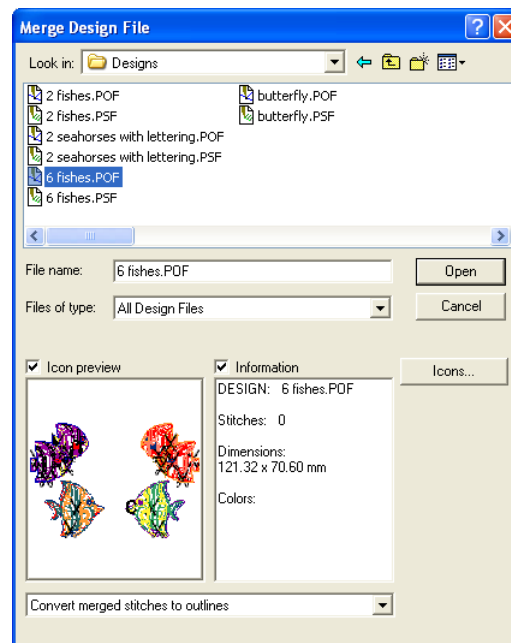 Merge Design File
Look in: Designs
2 fishes.POF
2 fishes.PSF
2 seahorses with lettering.POF
2 seahorses with lettering.PSF
6 fishes.POF
6 fishes.PSF
butterfly.POF
butterfly.PSF
File name: 6 fishes.POF Open
Files of type: All Design Files Cancel
Icon preview Information Icons...
DESIGN: 6 fishes.POF
Stitches: 0
Dimensions:
121.32 x 70.60 mm
Colors:
Convert merged stitches to outlines